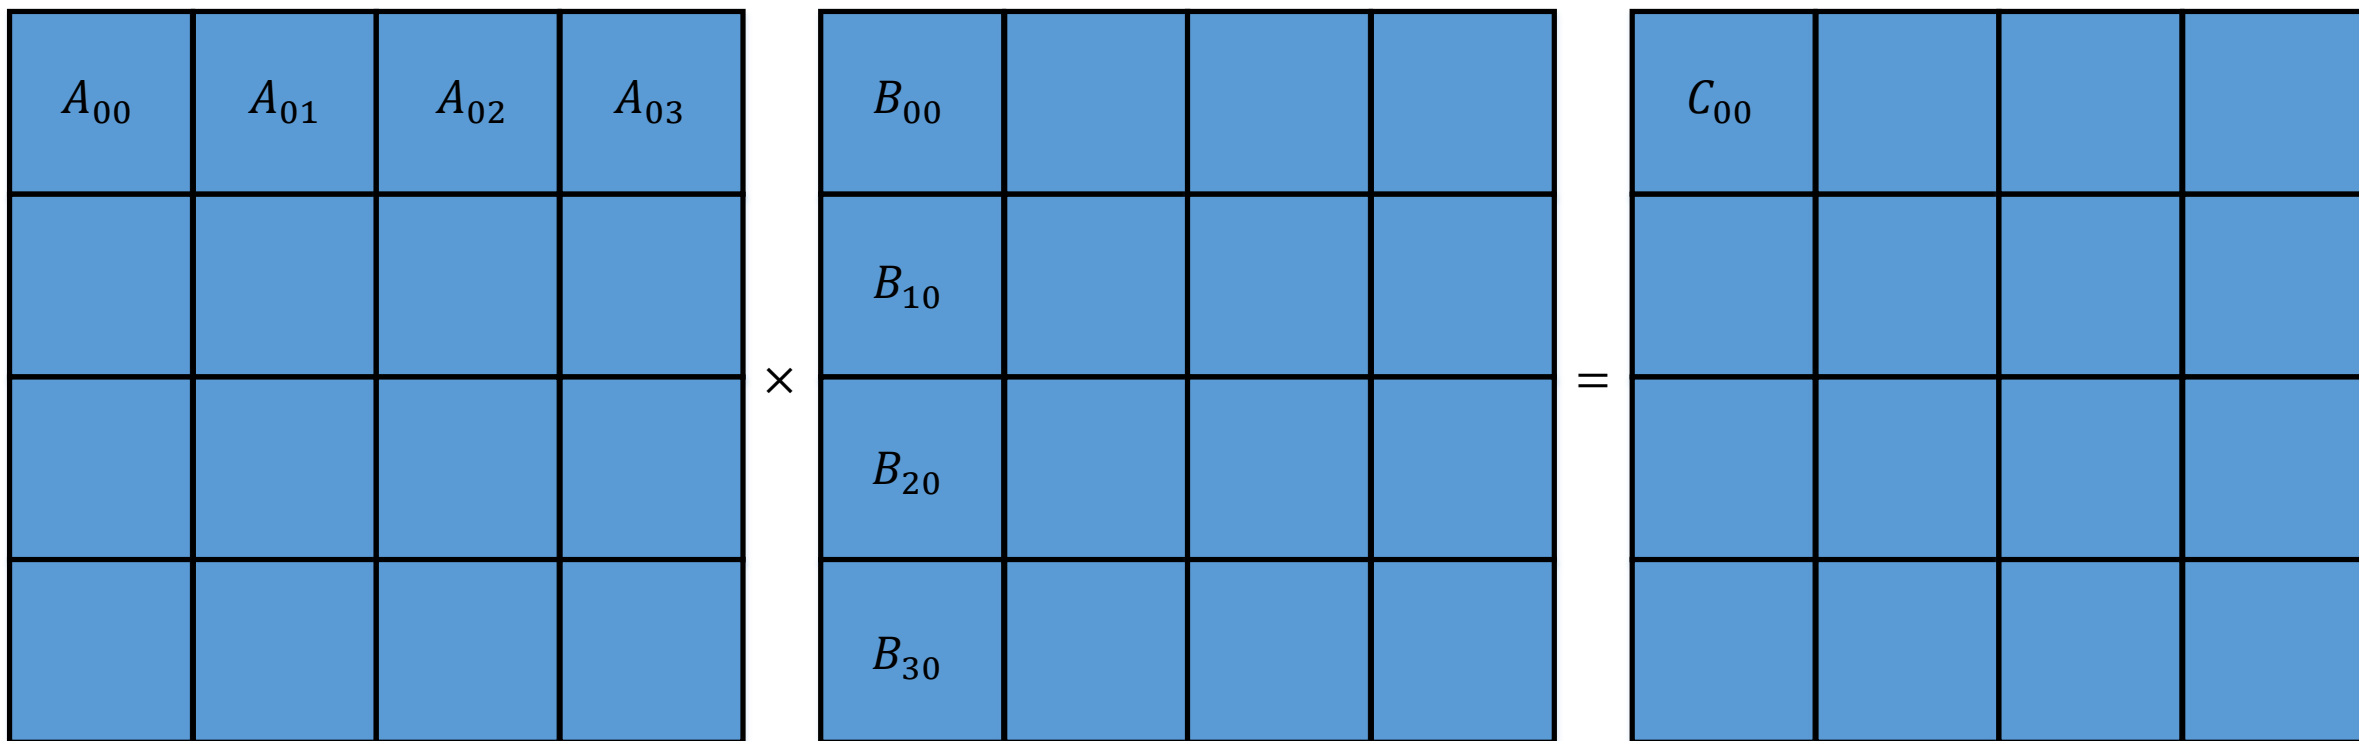 A₀₀ A₀₁ A₀₂ A₀₃ B₀₀ C₀₀
B₁₀
× =
B₂₀
B₃₀